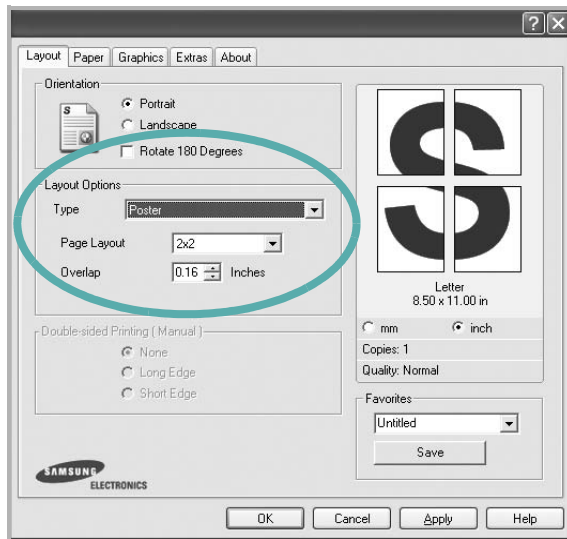 Layout Paper Graphics Extras About
Orientation
S
Portrait
Landscape
Rotate 180 Degrees
Layout Options
Type Poster
Page Layout 2x2
Overlap 0.16 Inches
Double-sided Printing ( Manual )
None
Long Edge
Short Edge
SAMSUNG
ELECTRONICS
S
Letter
8.50 x 11.00 in
mm inch
Copies: 1
Quality: Normal
Favorites
Untitled
Save
OK Cancel Apply Help